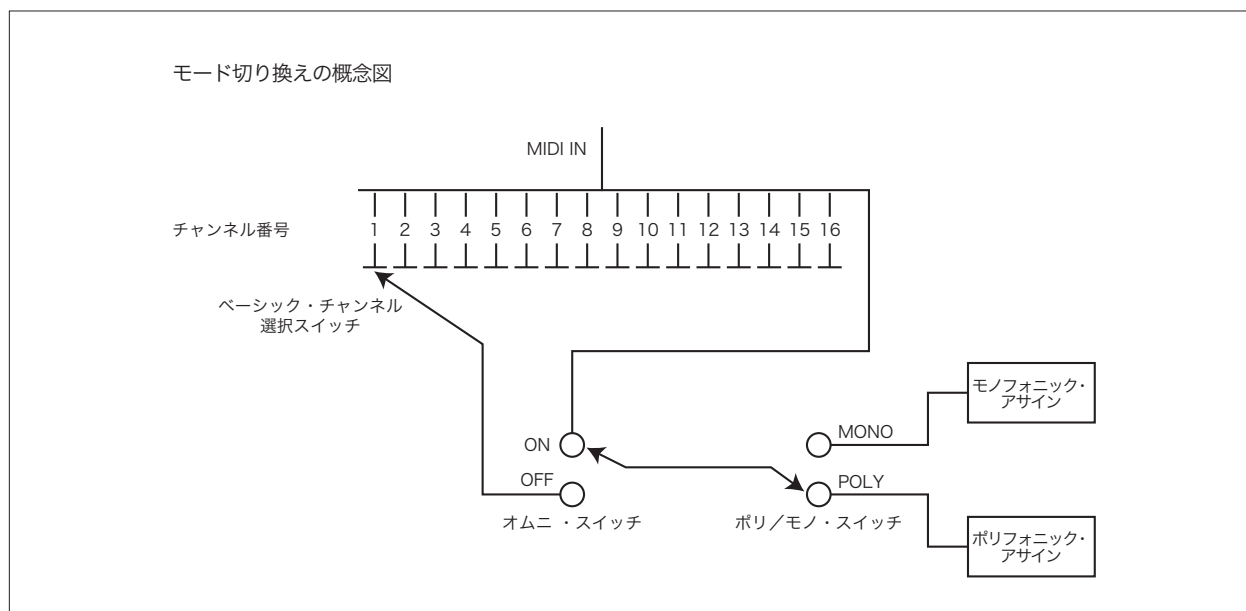 モード切り換えの概念図
MIDI IN
チャンネル番号 1 2 3 4 5 6 7 8 9 10 11 12 13 14 15 16
ベーシック・チャンネル
選択スイッチ
モノフォニック・
アサイン
ON
MONO
OFF
POLY
オムニ ・スイッチ
ポリ／モノ・スイッチ
ポリフォニック・
アサイン